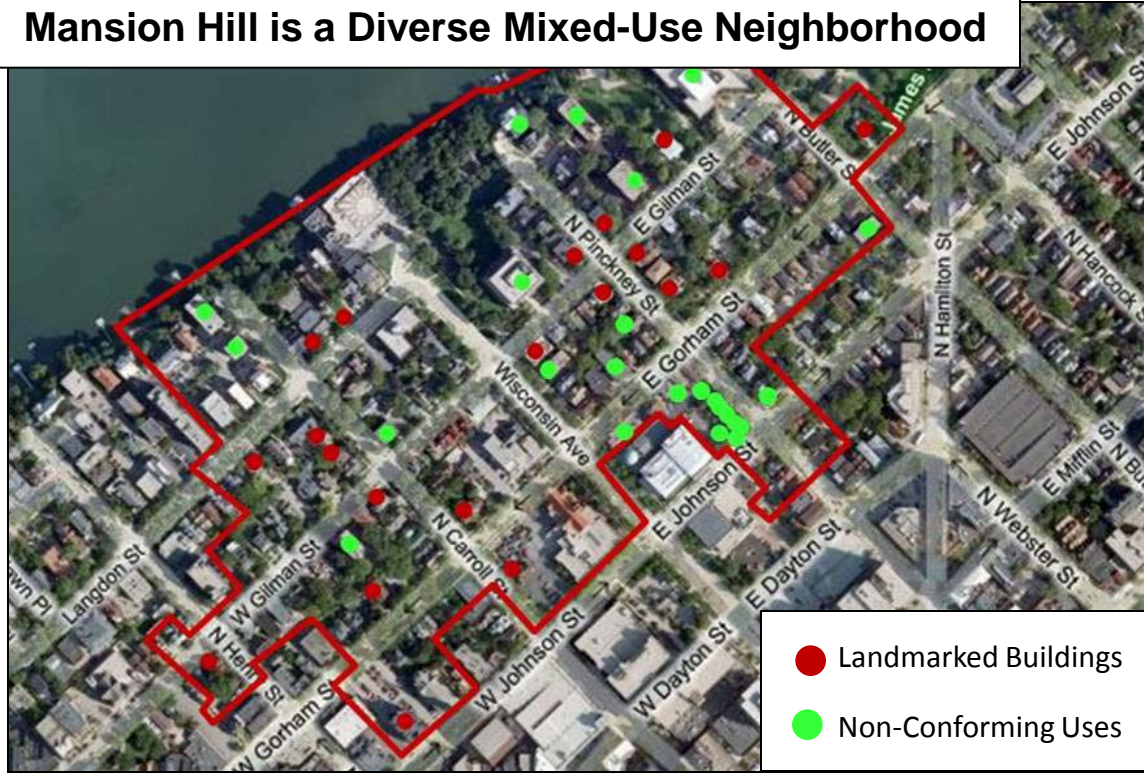 Mansion Hill is a Diverse Mixed-Use Neighborhood
E Johnson St
N Butler St
E Gilman St
N Pinckney St
N Hancock
N Hamilton St
E Gorham St
Wisconsin Ave
E Mifflin St
E Johnson St
N Webster St
N Carroll
E Dayton St
Langdon St
W Gilman St
N Henry St
W Johnson St
W Dayton St
W Gorham St
Landmarked Buildings
Non-Conforming Uses